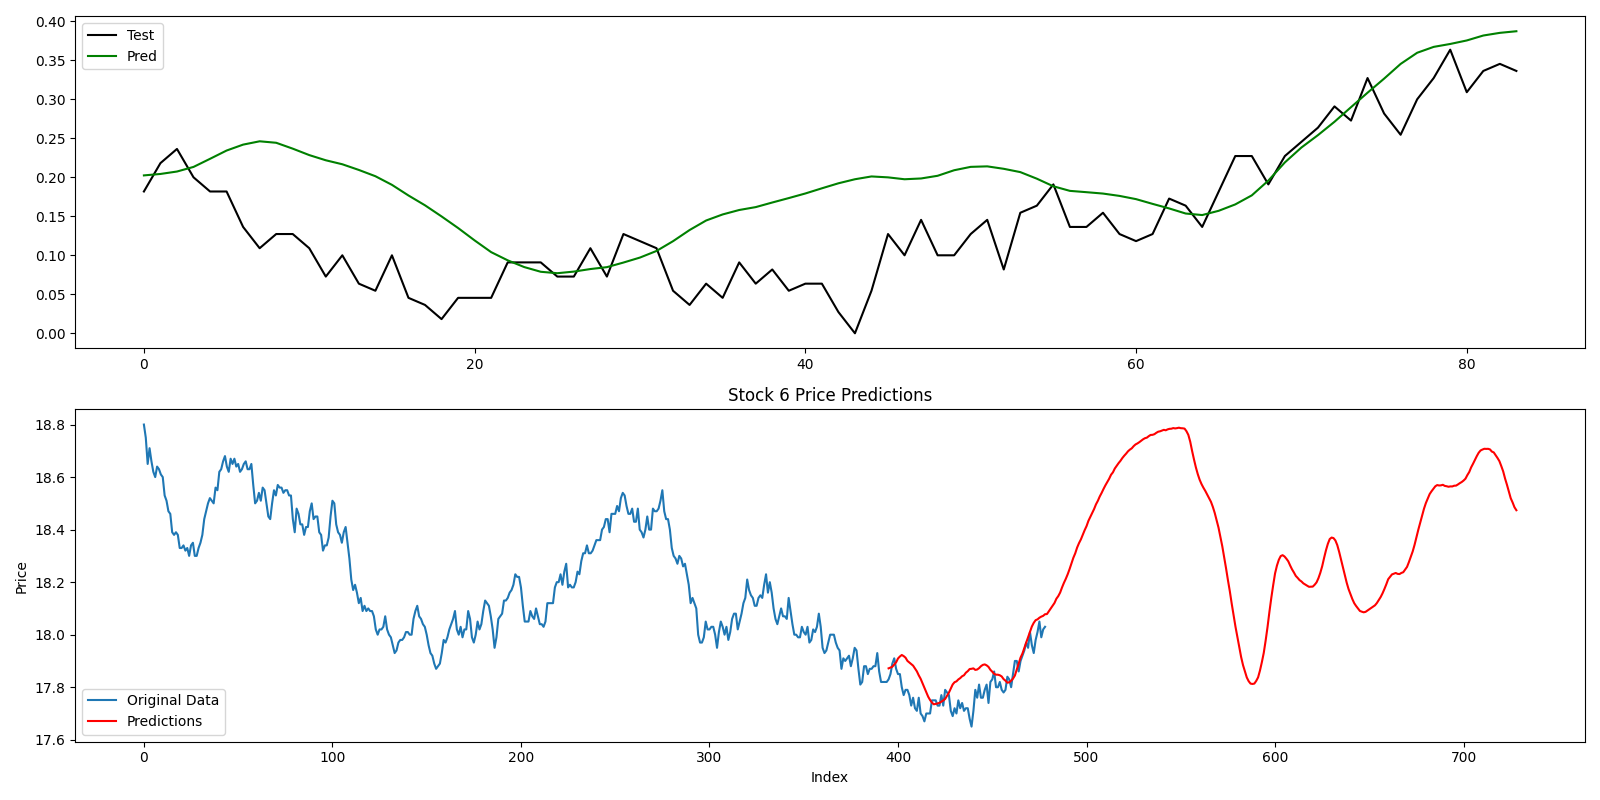 0.40
0.35
0.30
0.25
0.20
0.15
0.10
0.05
0.00
Test
Pred
0 20 40 60 80
Stock 6 Price Predictions
Price
18.8
18.6
18.4
18.2
18.0
17.8
17.6
Original Data
Predictions
0 100 200 300 400 500 600 700
Index